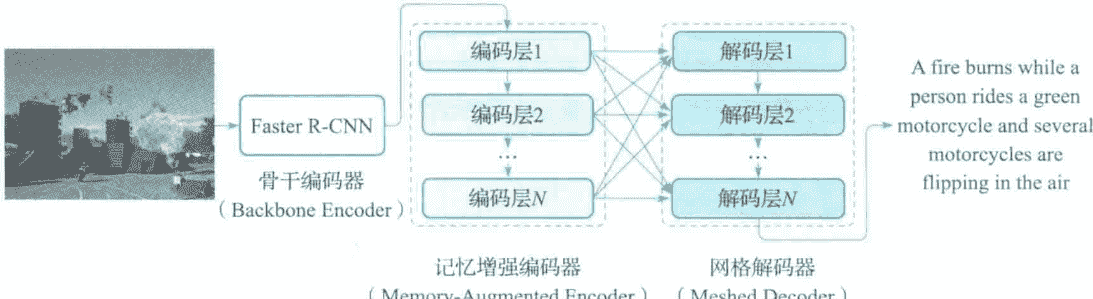 编码层1
解码层1
A fire burns while a
person rides a green
motorcycle and several
motorcycles are
flipping in the air
Faster R-CNN
编码层2
解码层2
...
...
骨干编码器
(Backbone Encoder)
编码层N
解码层N
记忆增强编码器
(Memory-Augmented Encoder)
网格解码器
(Meshed Decoder)